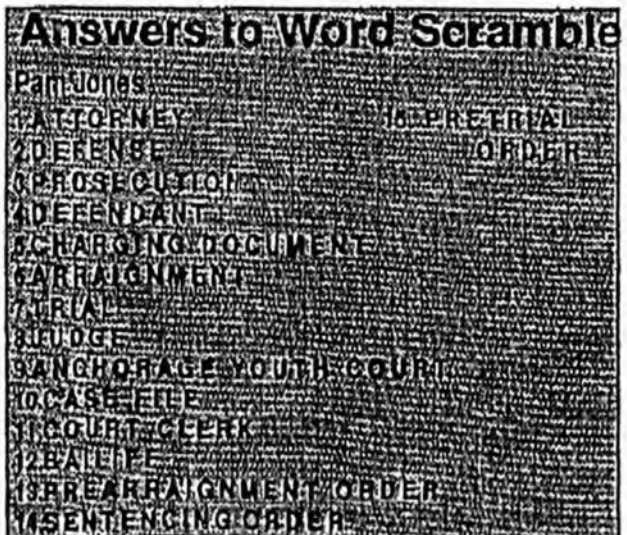 Answers to Word Scramble
Pam Jones
1.ATTORNEY
2.DEFENSE
3.PROSECUTION
4.DEFENDANT
5.CHARGING DOCUMENT
6.ARRAIGNMENT
7.TRIAL
8.JUDGE
9.ANCHORAGE YOUTH COURT
10.CASE FILE
11.COURT CLERK
12.BAILIFF
13.PREARRAIGNMENT ORDER
14.SENTENCING ORDER
15.PRETRIAL
ORDER